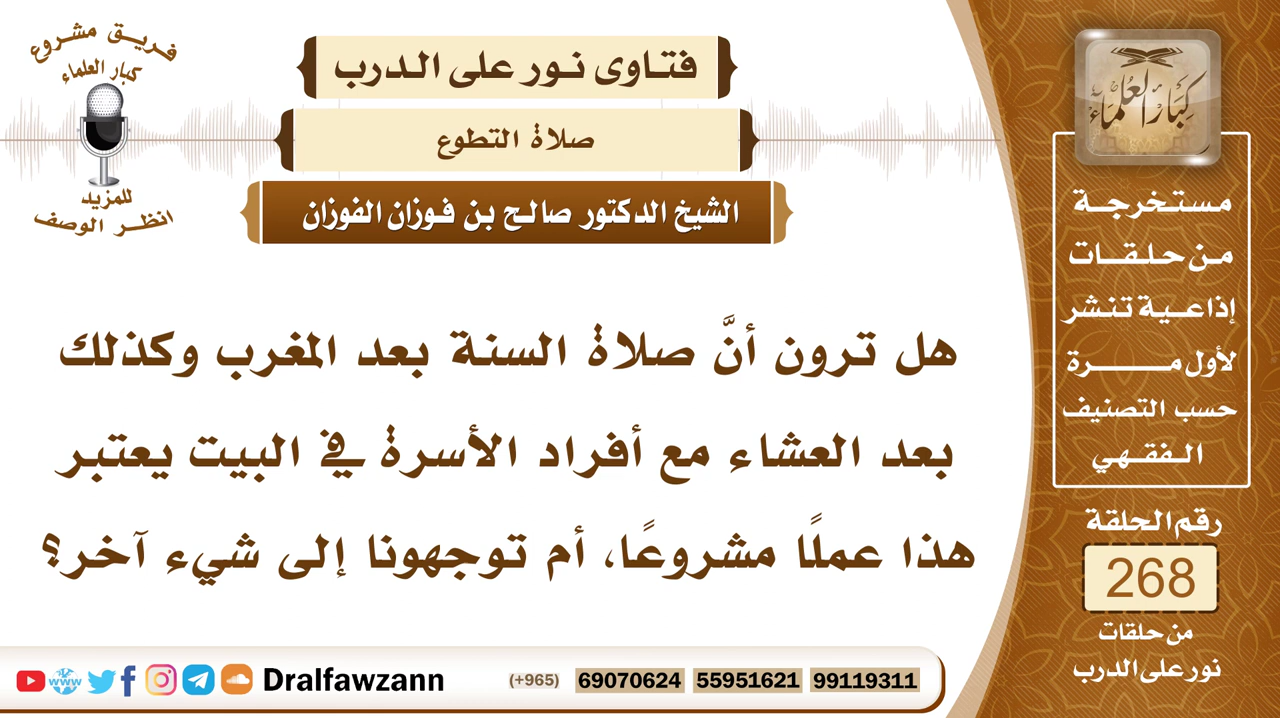 فريق مشروع
كبار العلماء
للمزيد
انظر الوصف
فتاوى نور على الدرب
صلاة التطوع
الشيخ الدكتور صالح بن فوزان الفوزان
هل ترون أنَّ صلاة السنة بعد المغرب وكذلك
بعد العشاء مع أفراد الأسرة في البيت يعتبر
هذا عملًا مشروعًا، أم توجهونا إلى شيء آخر؟
كبار العلماء
مستخرجة
من حلقات
إذاعية تنشر
لأول مرة
حسب التصنيف
الفقهي
رقم الحلقة
268
من حلقات
نور على الدرب
www Dralfawzann (+965) 69070624 55951621 99119311